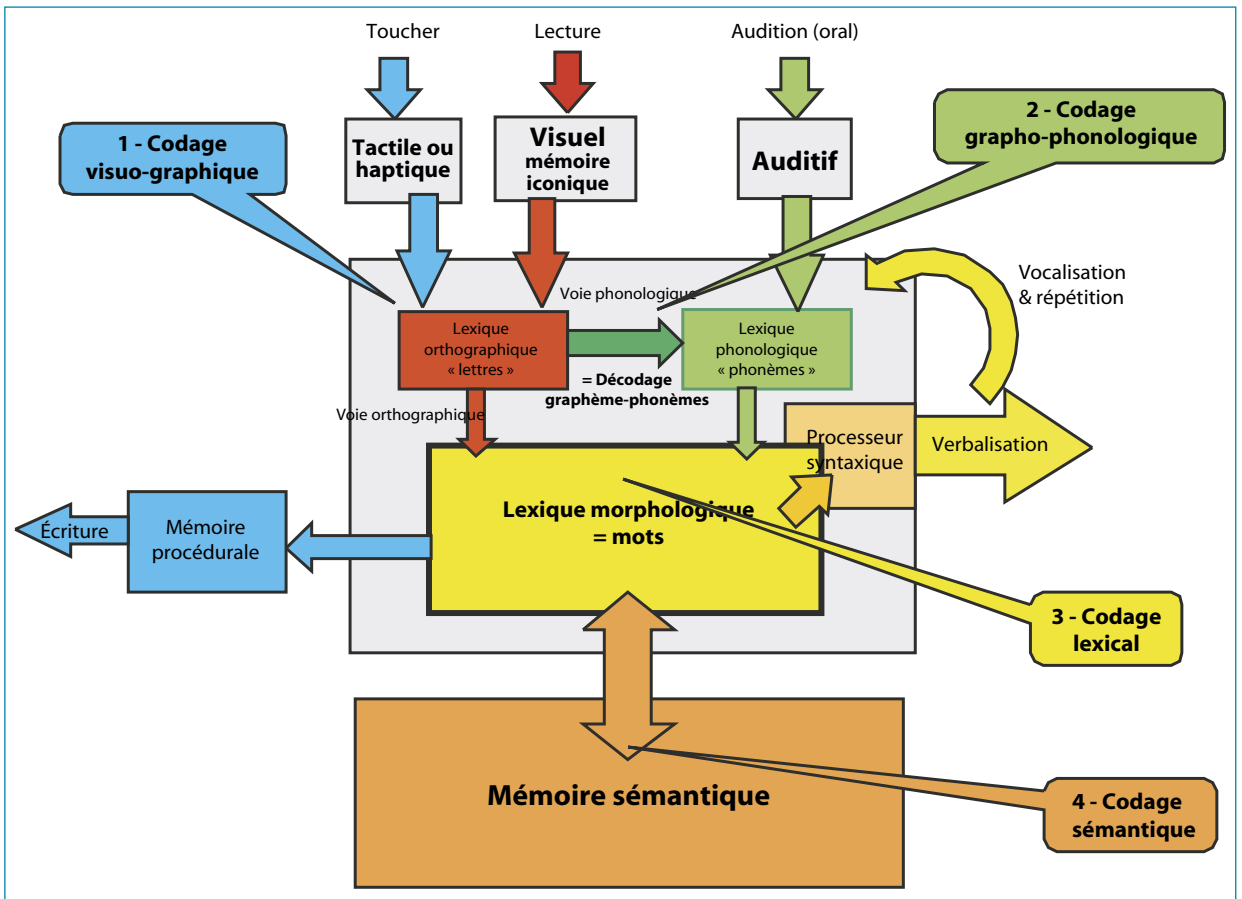 Toucher
Lecture
Audition (oral)
1 - Codage
visuo-graphique
Tactile ou
haptique
Visuel
mémoire
iconique
Auditif
2 - Codage
grapho-phonologique
Vocalisation
& répétition
Voie phonologique
Lexique
orthographique
« lettres »
Lexique
phonologique
« phonèmes »
= Décodage
graphème-phonèmes
Voie orthographique
Processeur
syntaxique
Verbalisation
Lexique morphologique
= mots
Écriture
Mémoire
procédurale
3 - Codage
lexical
Mémoire sémantique
4 - Codage
sémantique